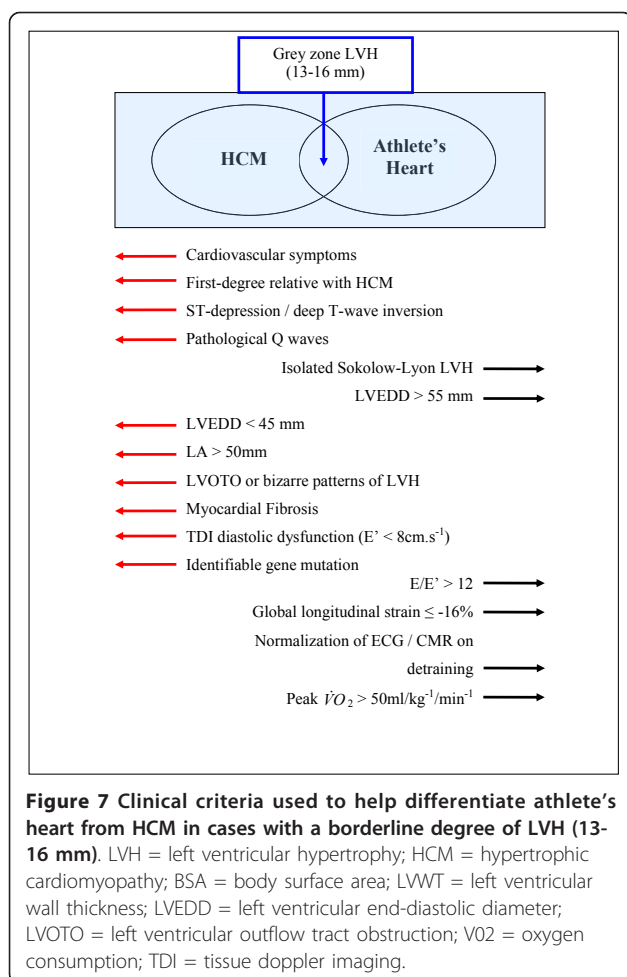 Grey zone LVH
(13-16 mm)
HCM
Athlete's
Heart
Cardiovascular symptoms
First-degree relative with HCM
ST-depression / deep T-wave inversion
Pathological Q waves
Isolated Sokolow-Lyon LVH
LVEDD > 55 mm
LVEDD < 45 mm
LA > 50mm
LVOTO or bizarre patterns of LVH
Myocardial Fibrosis
TDI diastolic dysfunction (E' < 8cm.s⁻¹)
Identifiable gene mutation
E/E' > 12
Global longitudinal strain ≤ -16%
Normalization of ECG / CMR on
detraining
Peak V̇O₂ > 50ml/kg⁻¹/min⁻¹
Figure 7 Clinical criteria used to help differentiate athlete's
heart from HCM in cases with a borderline degree of LVH (13-
16 mm). LVH = left ventricular hypertrophy; HCM = hypertrophic
cardiomyopathy; BSA = body surface area; LVWT = left ventricular
wall thickness; LVEDD = left ventricular end-diastolic diameter;
LVOTO = left ventricular outflow tract obstruction; V02 = oxygen
consumption; TDI = tissue doppler imaging.